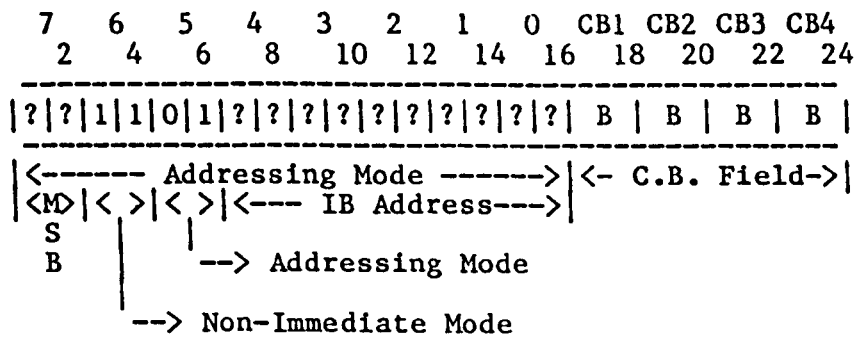 7 6 5 4 3 2 1 0 CB1 CB2 CB3 CB4
2 4 6 8 10 12 14 16 18 20 22 24
|?|?|1|1|0|1|?|?|?|?|?|?|?|?|?|?| B | B | B | B |
|<------ Addressing Mode ------>|<- C.B. Field->|
|<M>|< >|< >|<--- IB Address--->|
S
B --> Addressing Mode
--> Non-Immediate Mode